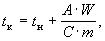 tк = tн + A · W / C · m ,